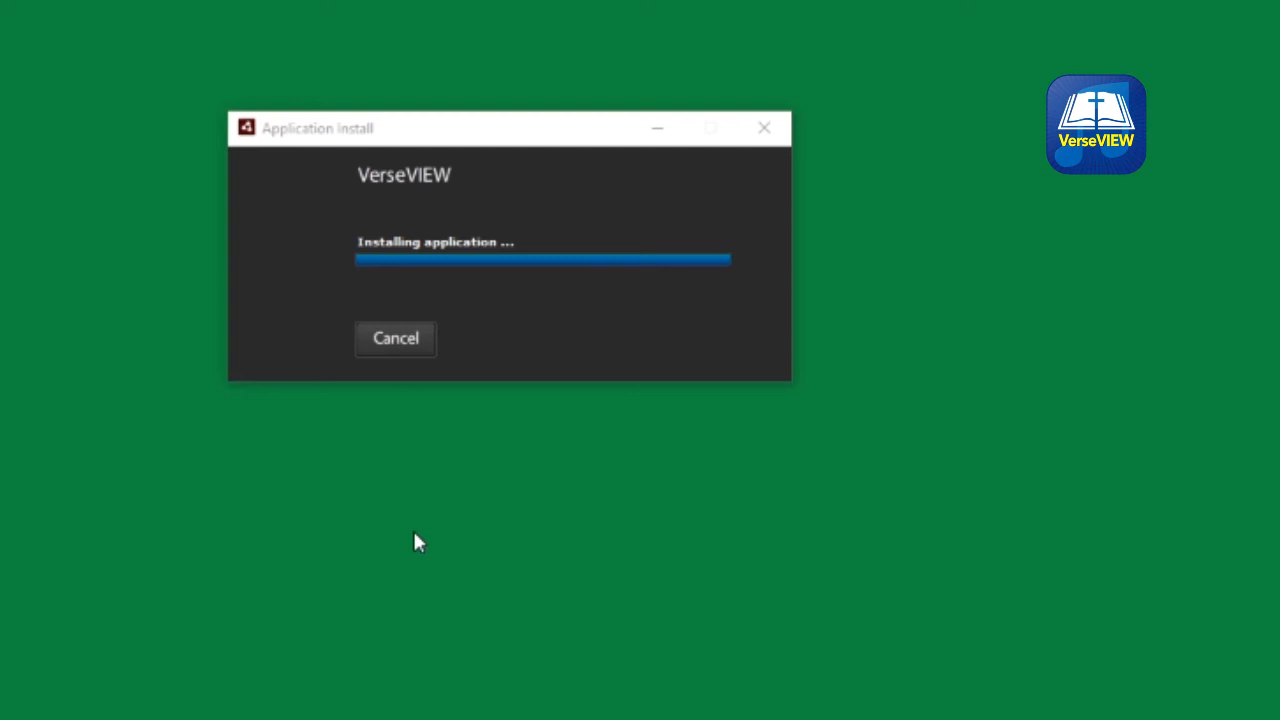 Application Install
VerseVIEW
VerseVIEW
Installing application ...
Cancel